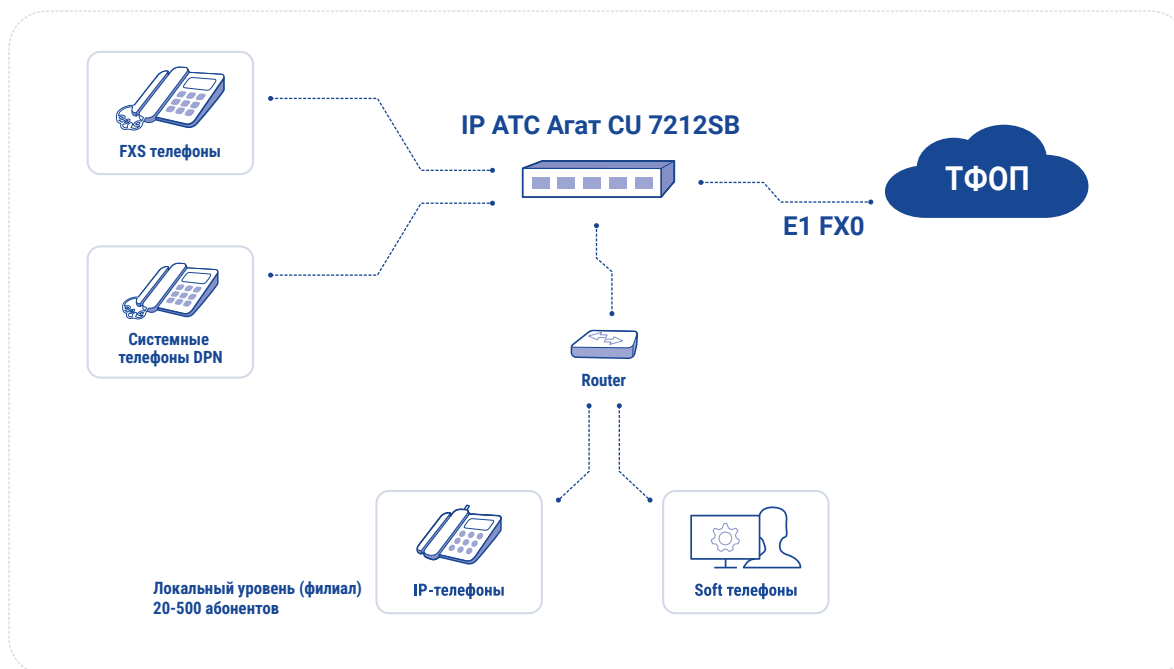 FXS телефоны
IP АТС Агат CU 7212SB
ТФОП
E1 FX0
Системные
телефоны DPN
Router
IP-телефоны
Soft телефоны
Локальный уровень (филиал)
20-500 абонентов